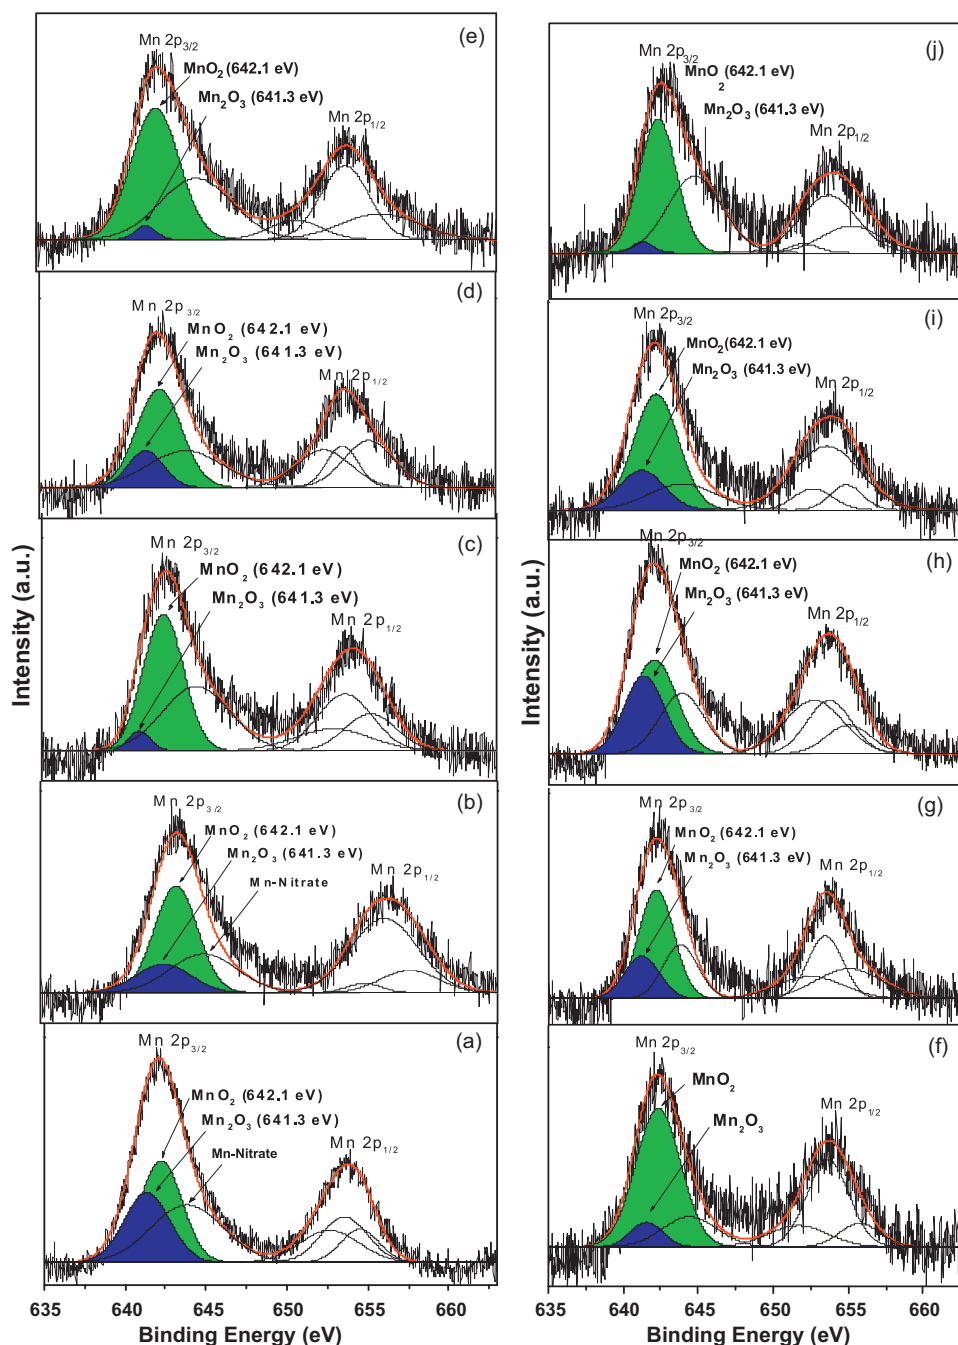 (e)
Mn 2p3/2
MnO2 (642.1 eV)
Mn2O3 (641.3 eV)
Mn 2p1/2
(d)
Mn 2p3/2
MnO2 (642.1 eV)
Mn2O3 (641.3 eV)
Mn 2p1/2
(c)
Mn 2p3/2
MnO2 (642.1 eV)
Mn2O3 (641.3 eV)
Mn 2p1/2
(b)
Mn 2p3/2
MnO2 (642.1 eV)
Mn2O3 (641.3 eV)
Mn-Nitrate
Mn 2p1/2
(a)
Mn 2p3/2
MnO2 (642.1 eV)
Mn2O3 (641.3 eV)
Mn-Nitrate
Mn 2p1/2
Intensity (a.u.)
635 640 645 650 655 660
Binding Energy (eV)
(j)
Mn 2p3/2
MnO2 (642.1 eV)
Mn2O3 (641.3 eV)
Mn 2p1/2
(i)
Mn 2p3/2
MnO2 (642.1 eV)
Mn2O3 (641.3 eV)
Mn 2p1/2
(h)
Mn 2p3/2
MnO2 (642.1 eV)
Mn2O3 (641.3 eV)
Mn 2p1/2
(g)
Mn 2p3/2
MnO2 (642.1 eV)
Mn2O3 (641.3 eV)
Mn 2p1/2
(f)
Mn 2p3/2
MnO2
Mn2O3
Mn 2p1/2
Intensity (a.u.)
635 640 645 650 655 660
Binding Energy (eV)